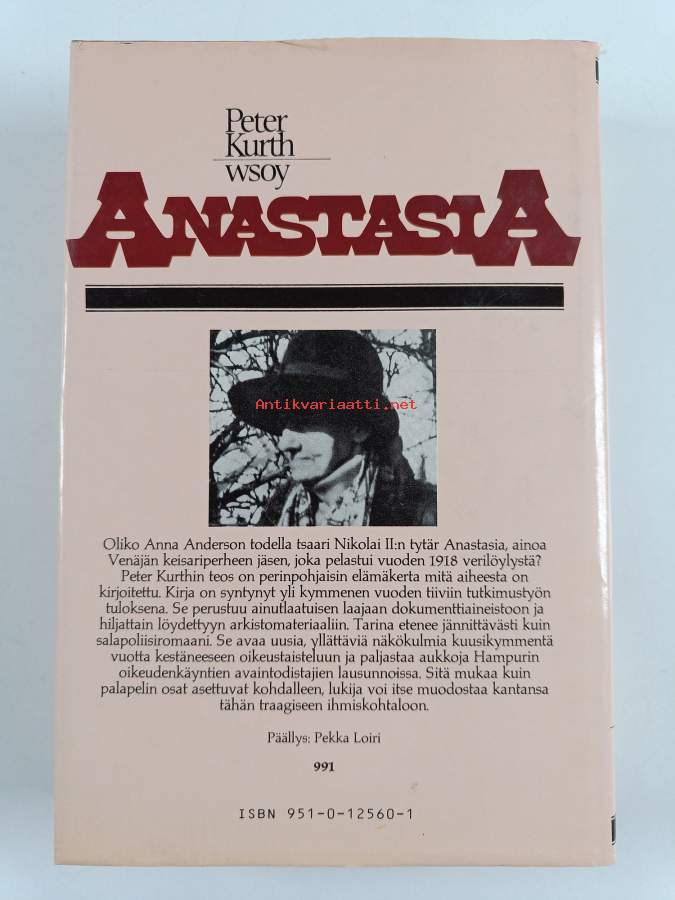 Peter
Kurth
wsoy
ANASTASIA
Antikvariaatti.net
Oliko Anna Anderson todella tsaari Nikolai II:n tytär Anastasia, ainoa
Venäjän keisariperheen jäsen, joka pelastui vuoden 1918 verilöylystä?
Peter Kurthin teos on perinpohjaisin elämäkerta mitä aiheesta on
kirjoitettu. Kirja on syntynyt yli kymmenen vuoden tiiviin tutkimustyön
tuloksena. Se perustuu ainutlaatuisen laajaan dokumenttiaineistoon ja
hiljattain löydettyyn arkistomateriaaliin. Tarina etenee jännittävästi kuin
salapoliisiromaani. Se avaa uusia, yllättäviä näkökulmia kuusikymmentä
vuotta kestäneeseen oikeustaisteluun ja paljastaa aukkoja Hampurin
oikeudenkäyntien avaintodistajien lausunnoissa. Sitä mukaa kuin
palapelin osat asettuvat kohdalleen, lukija voi itse muodostaa kantansa
tähän traagiseen ihmiskohtaloon.
Päällys: Pekka Loiri
991
ISBN 951-0-12560-1